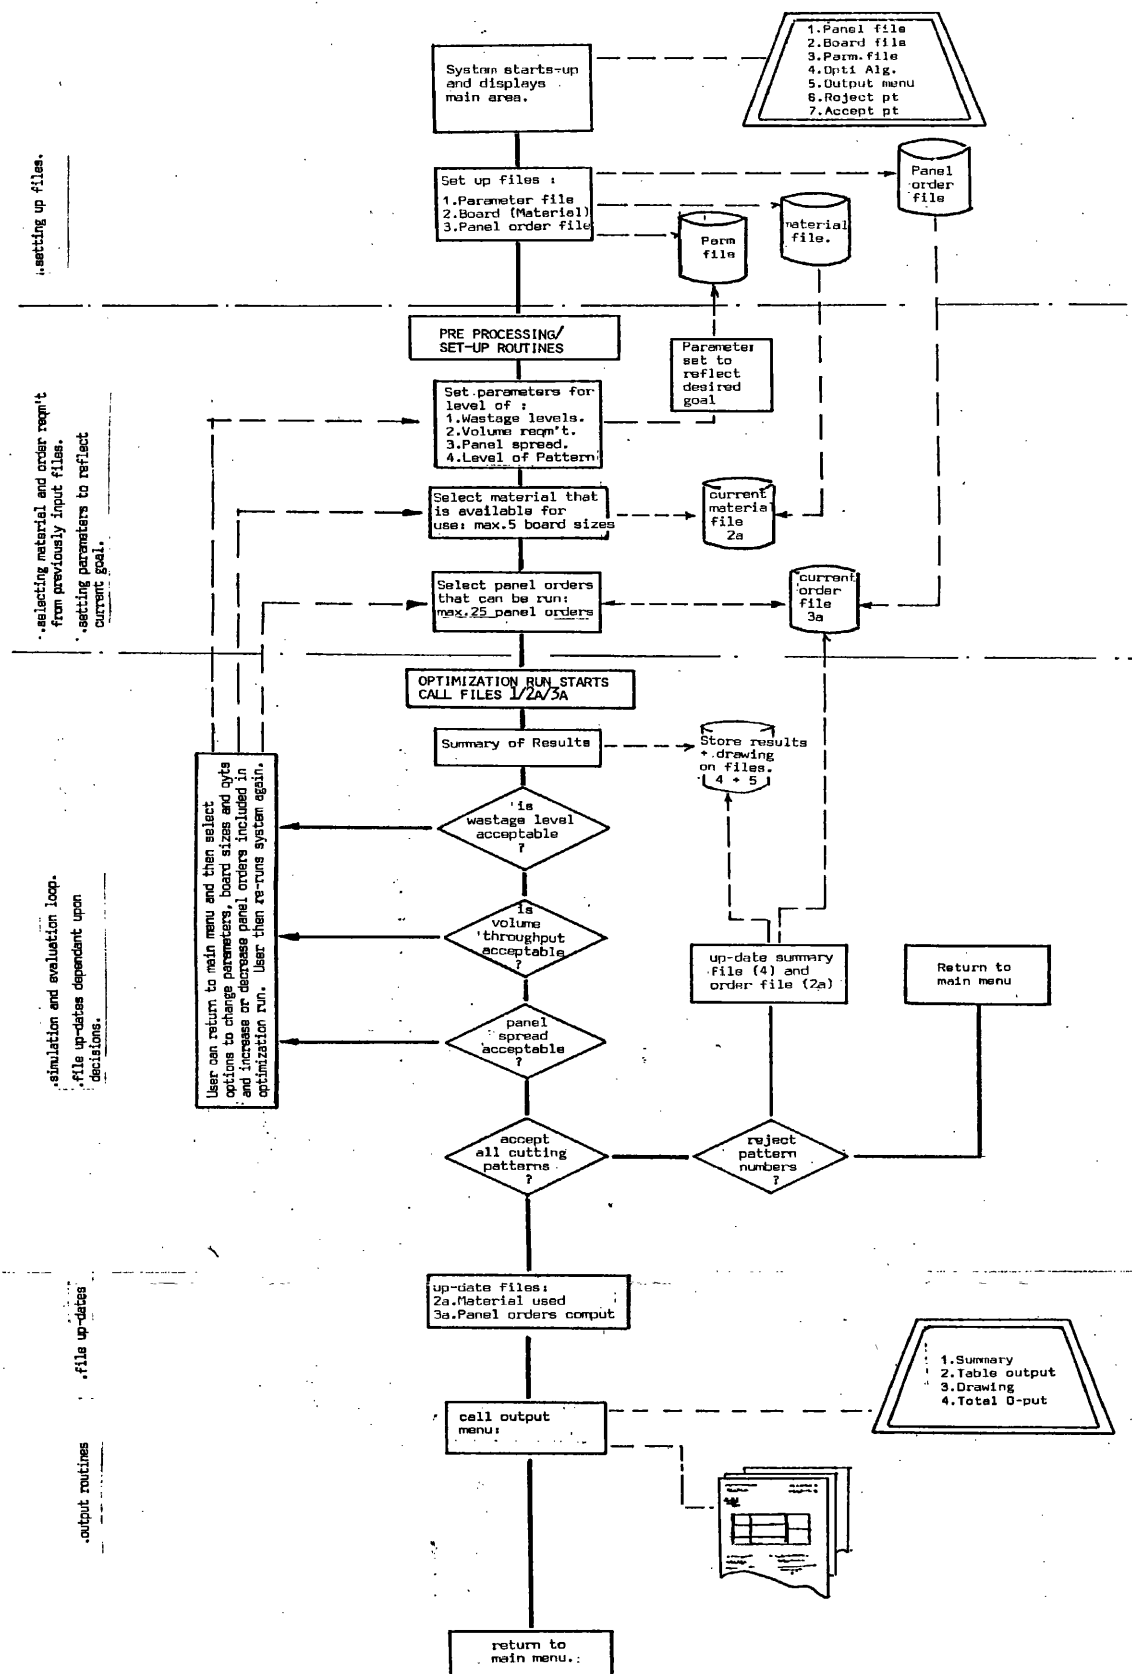 System starts-up
and displays
main area.
1.Panel file
2.Board file
3.Parm.file
4.Opti Alg.
5.Output menu
6.Reject pt
7.Accept pt
.setting up files.
Set up files :
1.Parameter file
2.Board (Material)
3.Panel order file
Parm
file
material
file.
Panel
order
file
PRE PROCESSING/
SET-UP ROUTINES
Parameter
set to
reflect
desired
goal
.selecting material and order reqm't
from previously input files.
.setting parameters to reflect
current goal.
Set parameters for
level of :
1.Wastage levels.
2.Volume reqm't.
3.Panel spread.
4.Level of Pattern
Select material that
is available for
use: max.5 board sizes
current
material
file
2a
Select panel orders
that can be run:
max.25 panel orders
current
order
file
3a
OPTIMIZATION RUN STARTS
CALL FILES 1/2A/3A
Summary of Results
Store results
+ drawing
on files.
4 + 5
.simulation and evaluation loop.
.file up-dates dependant upon
decisions.
User can return to main menu and then select
options to change parameters, board sizes and qyts
and increase or decrease panel orders included in
optimization run. User then re-runs system again.
is
wastage level
acceptable
?
is
volume
throughput
acceptable
?
panel
spread
acceptable
?
up-date summary
file (4) and
order file (2a)
Return to
main menu
accept
all cutting
patterns
?
reject
pattern
numbers
?
.file up-dates
up-date files:
2a.Material used
3a.Panel orders comput
1.Summary
2.Table output
3.Drawing
4.Total O-put
.output routines
call output
menu:
return to
main menu.